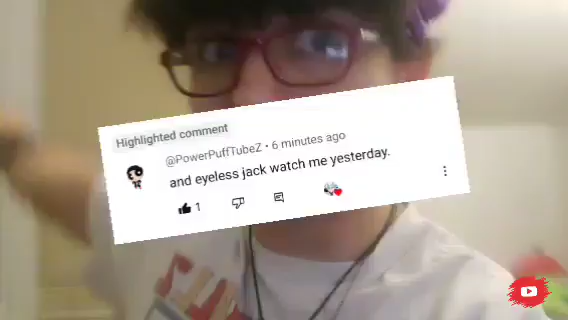 Highlighted comment
@PowerPuffTubeZ • 6 minutes ago
and eyeless jack watch me yesterday.
1